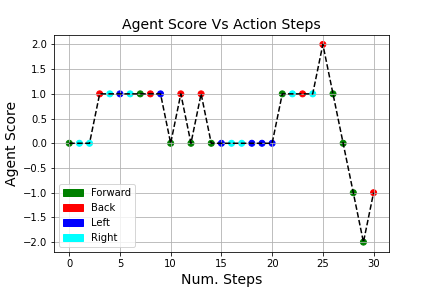 Agent Score Vs Action Steps
Agent Score
2.0
1.5
1.0
0.5
0.0
−0.5
−1.0
−1.5
−2.0
Forward
Back
Left
Right
0 5 10 15 20 25 30
Num. Steps